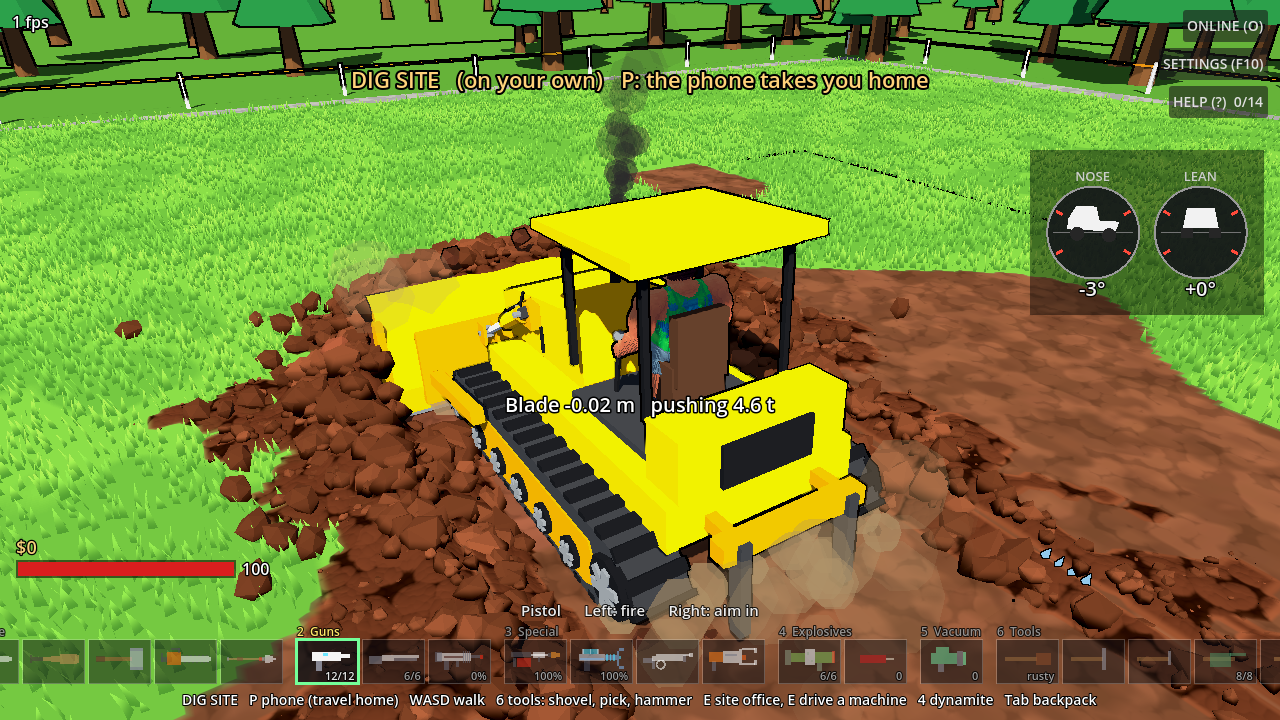 1 fps
ONLINE (O)
SETTINGS (F10)
HELP (?) 0/14
DIG SITE (on your own) P: the phone takes you home
NOSE LEAN
-3° +0°
Blade -0.02 m pushing 4.6 t
$0
100
Pistol Left: fire Right: aim in
e 2 Guns 3 Special 4 Explosives 5 Vacuum 6 Tools
12/12 6/6 0% 100% 100% 6/6 0 0 rusty 8/8
DIG SITE P phone (travel home) WASD walk 6 tools: shovel, pick, hammer E site office, E drive a machine 4 dynamite Tab backpack